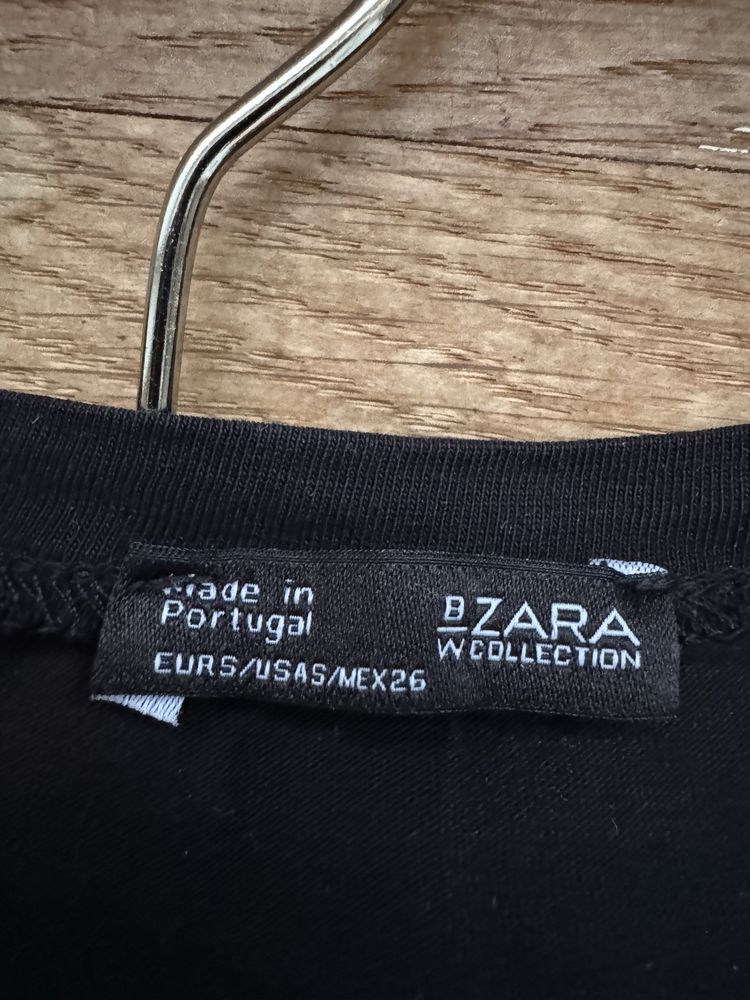 Made in
Portugal
EURS/USAS/MEX26
B ZARA
W COLLECTION